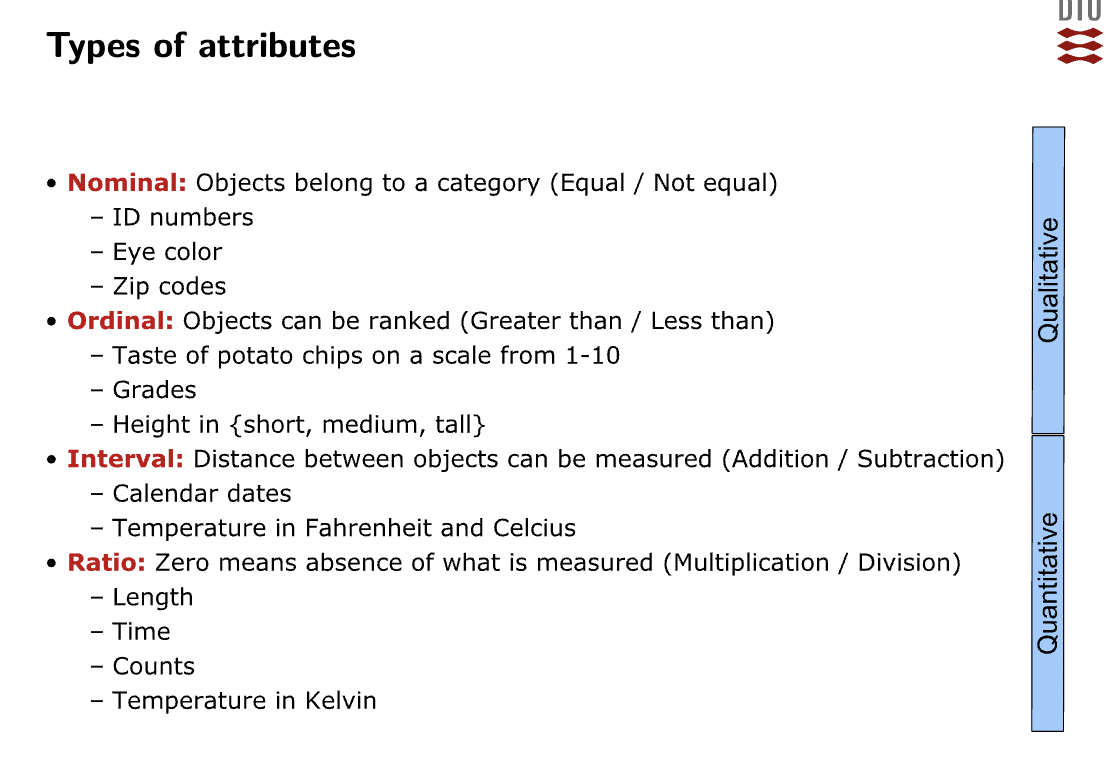 DTU
Types of attributes
• Nominal: Objects belong to a category (Equal / Not equal)
– ID numbers
– Eye color
– Zip codes
• Ordinal: Objects can be ranked (Greater than / Less than)
– Taste of potato chips on a scale from 1-10
– Grades
– Height in {short, medium, tall}
• Interval: Distance between objects can be measured (Addition / Subtraction)
– Calendar dates
– Temperature in Fahrenheit and Celcius
• Ratio: Zero means absence of what is measured (Multiplication / Division)
– Length
– Time
– Counts
– Temperature in Kelvin
Qualitative
Quantitative